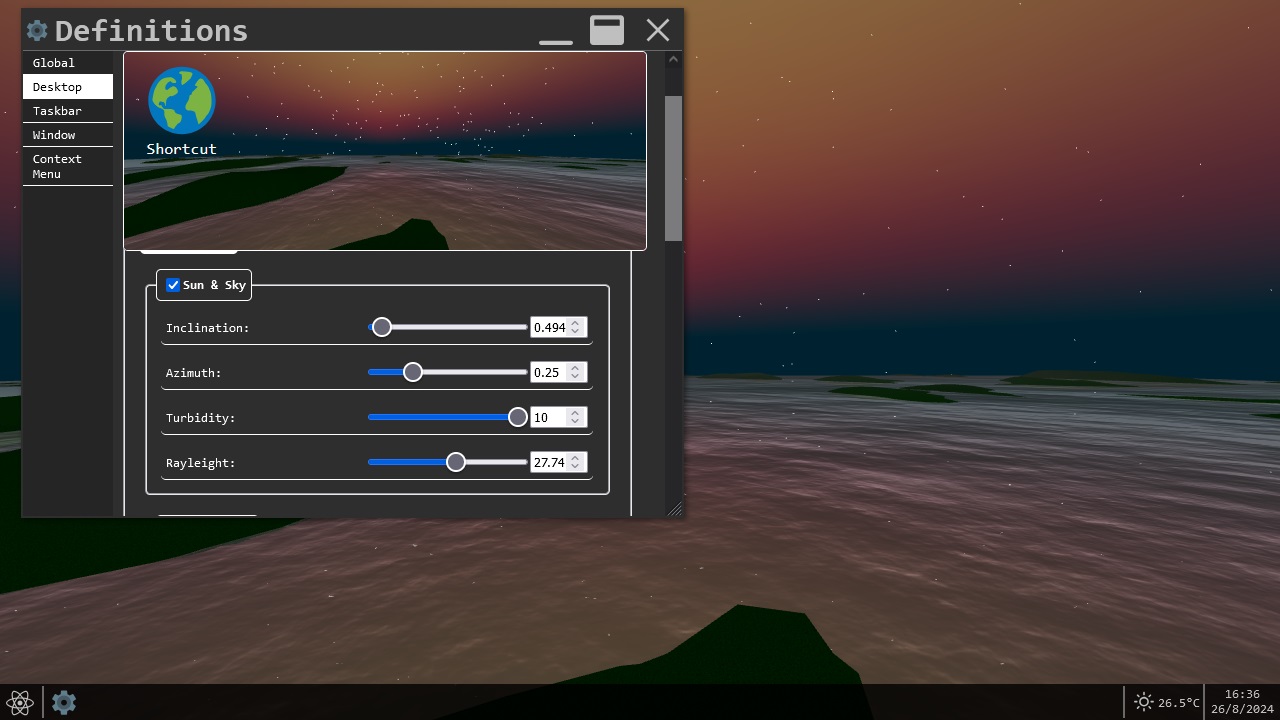 Definitions
Global
Desktop
Taskbar
Window
Context
Menu
Shortcut
Sun & Sky
Inclination:
0.494
Azimuth:
0.25
Turbidity:
10
Rayleight:
27.74
26.5°C
16:36
26/8/2024